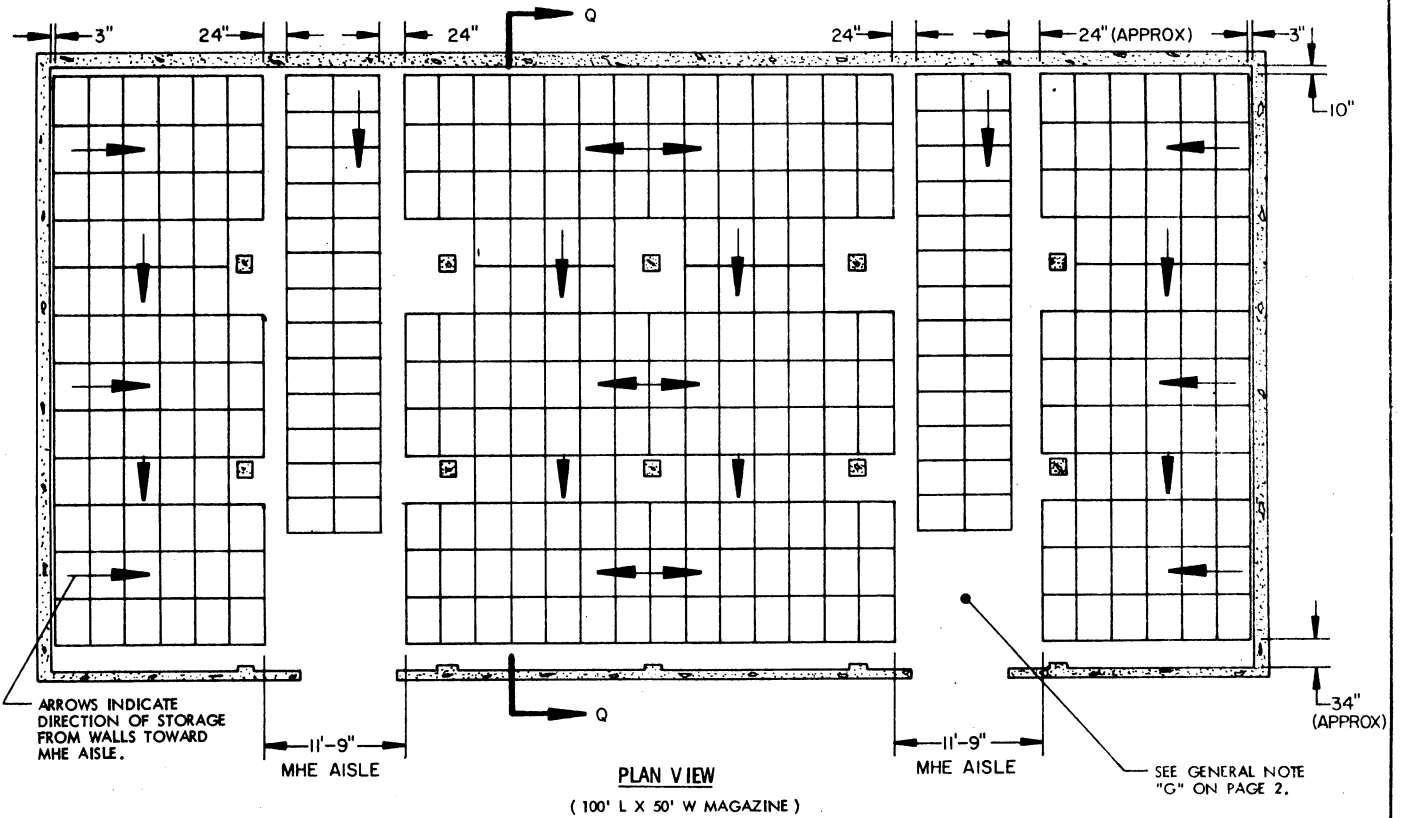 Q
3"
24"
24"
24"
24" (APPROX)
3"
10"
ARROWS INDICATE
DIRECTION OF STORAGE
FROM WALLS TOWARD
MHE AISLE.
11'-9"
MHE AISLE
Q
PLAN VIEW
( 100' L X 50' W MAGAZINE )
11'-9"
MHE AISLE
34"
(APPROX)
SEE GENERAL NOTE
"G" ON PAGE 2.